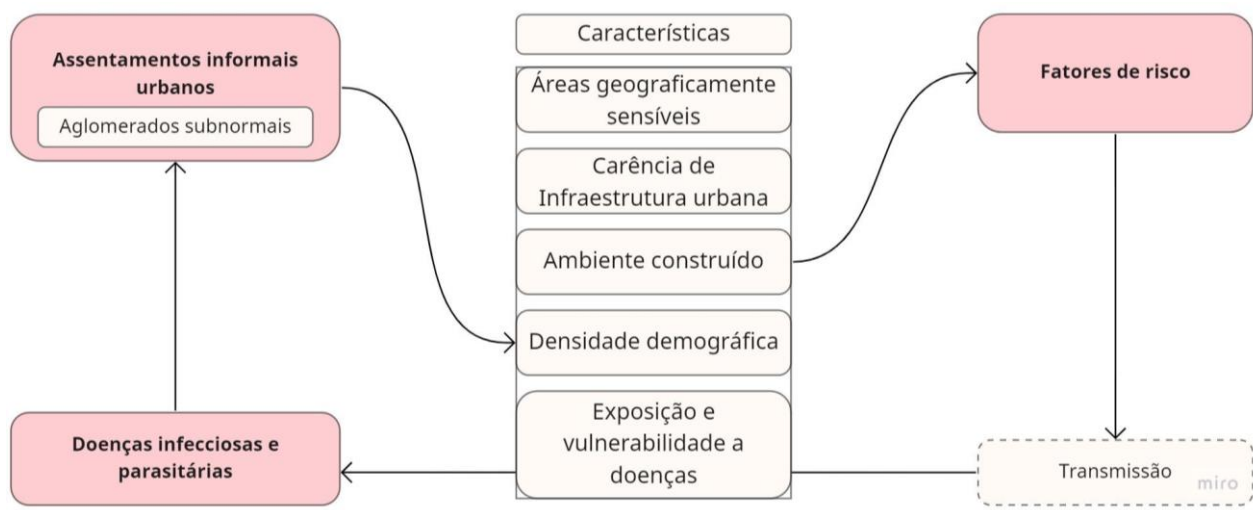 Assentamentos informais
urbanos
Aglomerados subnormais
Características
Áreas geograficamente
sensíveis
Carência de
Infraestrutura urbana
Ambiente construído
Densidade demográfica
Exposição e
vulnerabilidade a
doenças
Fatores de risco
Transmissão
miro
Doenças infecciosas e
parasitárias